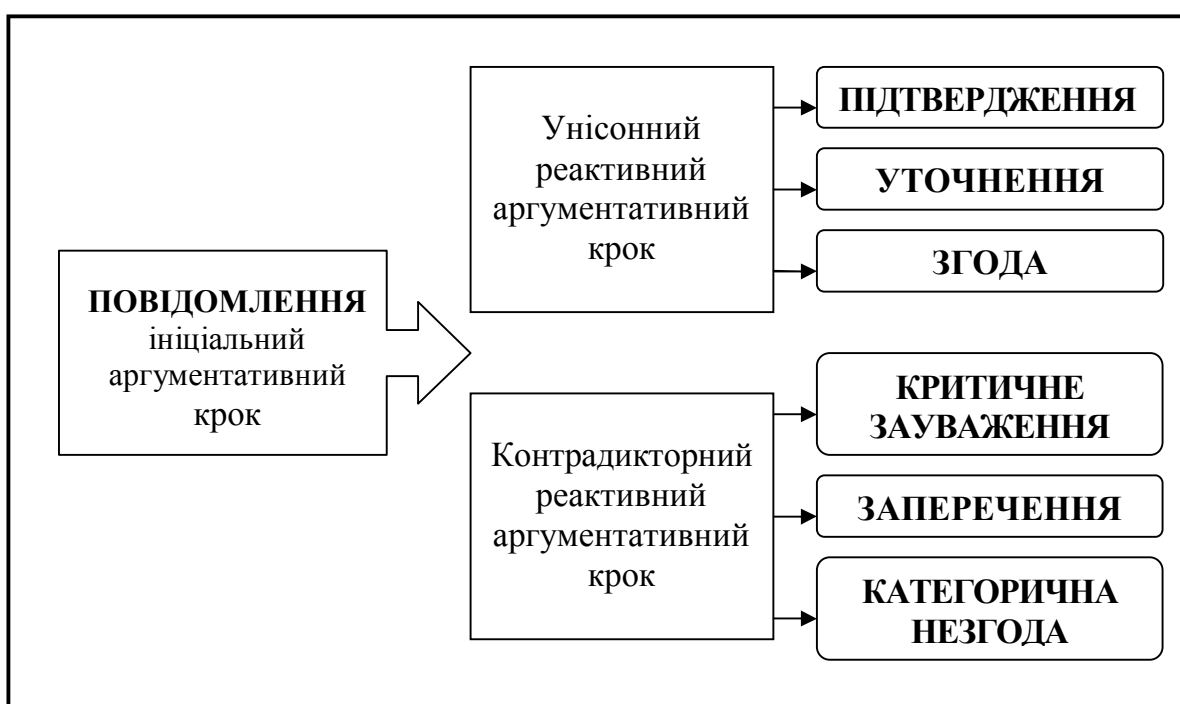 ПОВІДОМЛЕННЯ
ініціальний
аргументативний
крок
Унісонний
реактивний
аргументативний
крок
ПІДТВЕРДЖЕННЯ
УТОЧНЕННЯ
ЗГОДА
Контрадикторний
реактивний
аргументативний
крок
КРИТИЧНЕ
ЗАУВАЖЕННЯ
ЗАПЕРЕЧЕННЯ
КАТЕГОРИЧНА
НЕЗГОДА